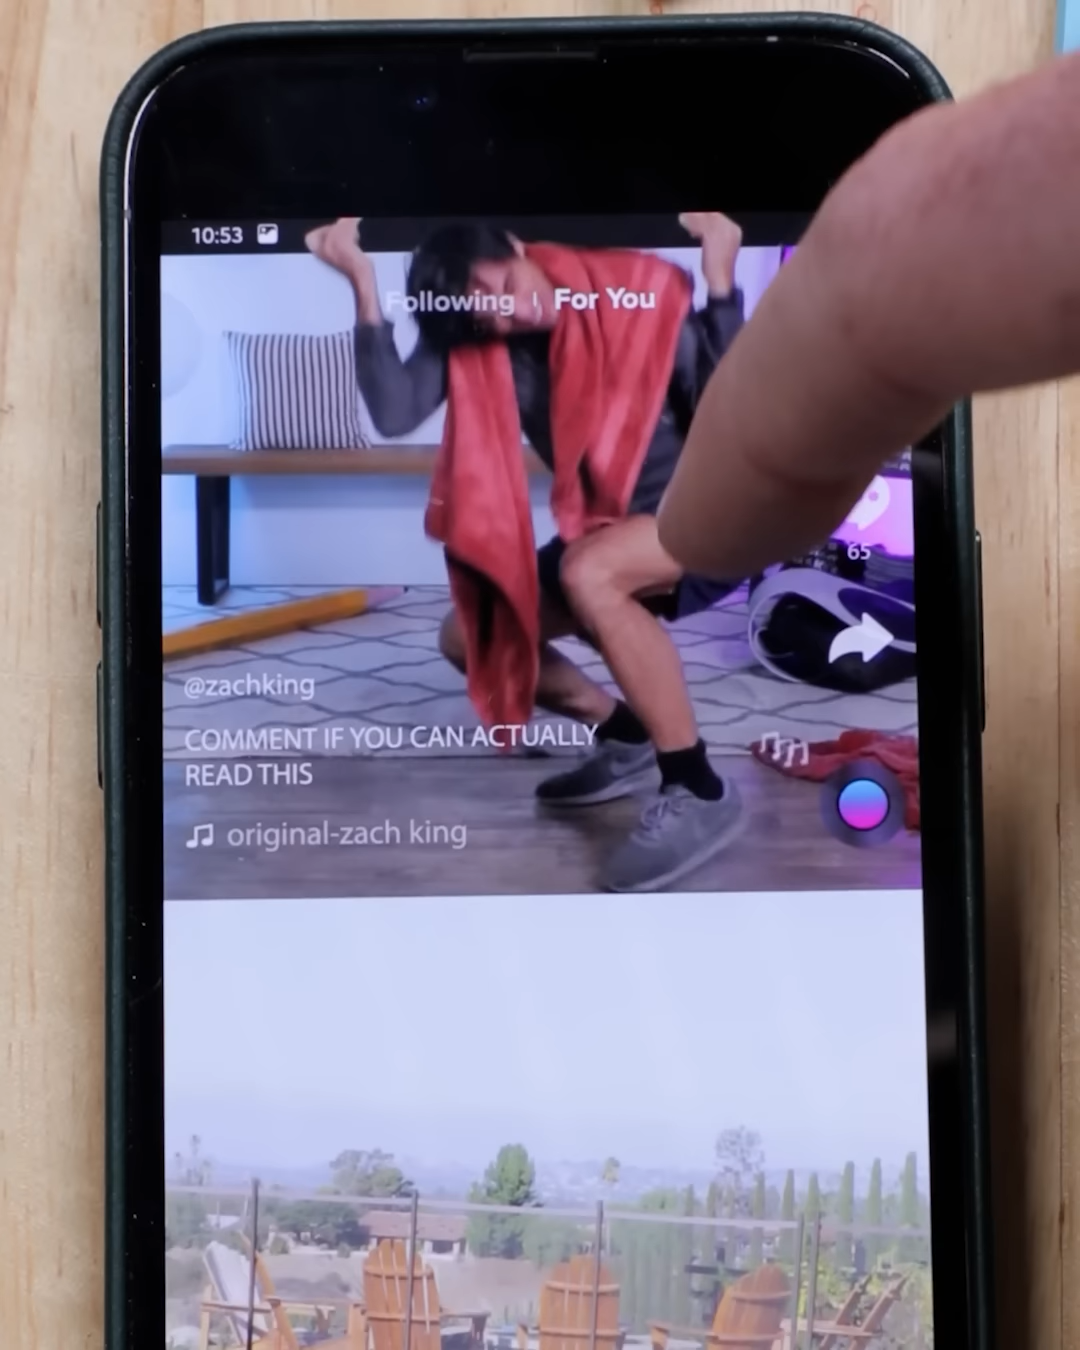 10:53
Following | For You
65
@zachking
COMMENT IF YOU CAN ACTUALLY
READ THIS
original-zach king